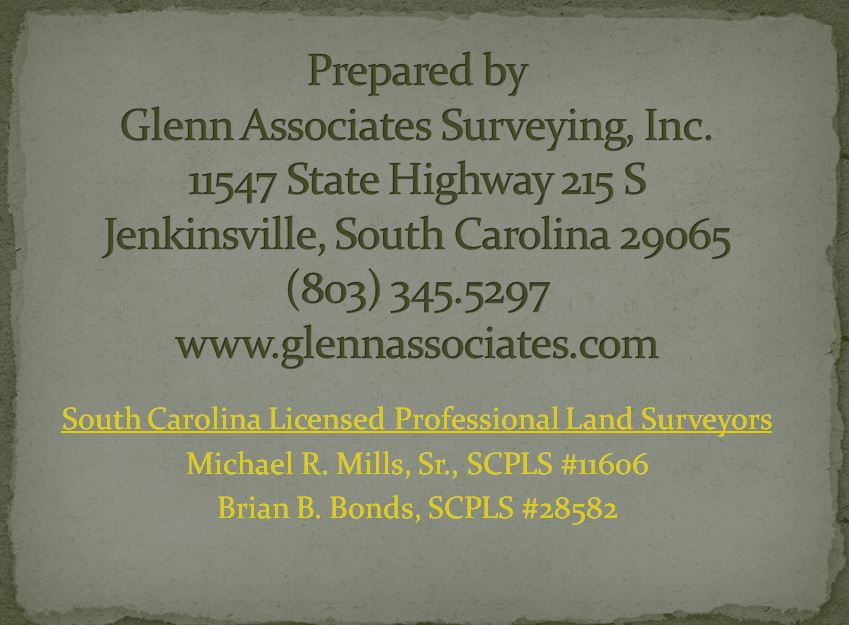 Prepared by
Glenn Associates Surveying, Inc.
11547 State Highway 215 S
Jenkinsville, South Carolina 29065
(803) 345.5297
www.glennassociates.com
South Carolina Licensed Professional Land Surveyors
Michael R. Mills, Sr., SCPLS #11606
Brian B. Bonds, SCPLS #28582